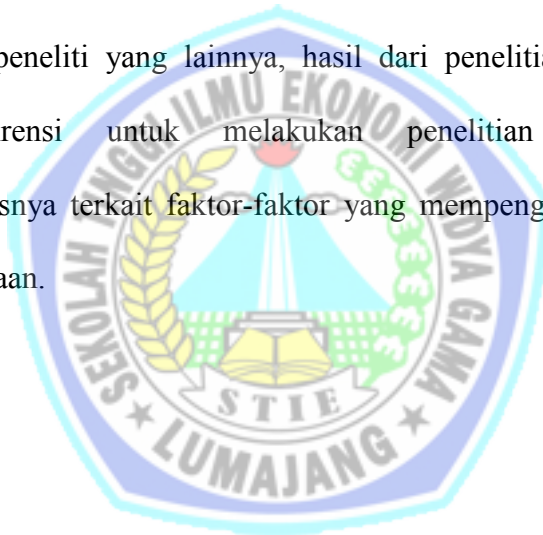 peneliti yang lainnya, hasil dari peneliti
rensi untuk melakukan penelitian
snya terkait faktor-faktor yang mempeng
aan.
SEKOLAH TINGGI ILMU EKONOMI WIDYA GAMA
STIE
LUMAJANG